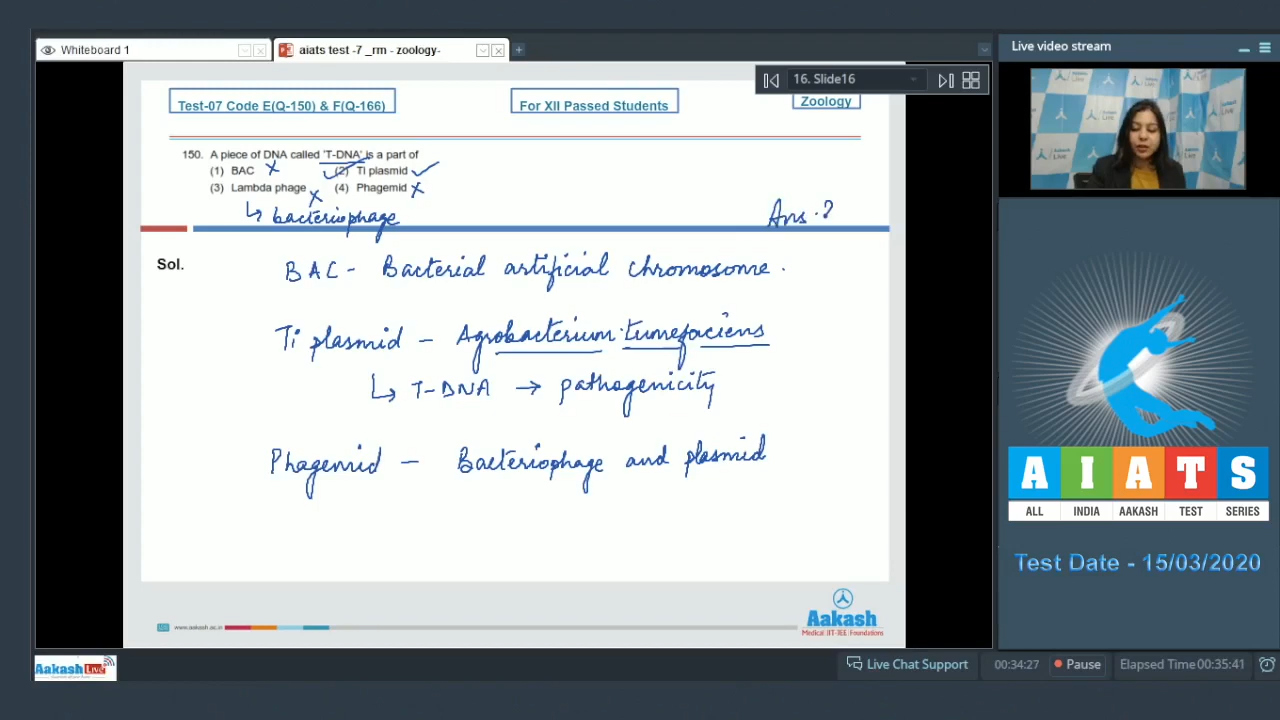 Whiteboard 1
aiats test -7 _rm - zoology-
Live video stream
16. Slide16
Test-07 Code E(Q-150) & F(Q-166)
For XII Passed Students
Zoology
150. A piece of DNA called 'T-DNA' is a part of
(1) BAC (2) Ti plasmid
(3) Lambda phage (4) Phagemid
bacteriophage
Sol.
BAC - Bacterial artificial chromosome.
Ti plasmid - Agrobacterium tumefaciens
T-DNA → pathogenicity
Phagemid - Bacteriophage and plasmid
A I A T S
ALL INDIA AAKASH TEST SERIES
Test Date - 15/03/2020
www.aakash.ac.in
Aakash
Medical|IIT-JEE|Foundations
Aakash Live
Live Chat Support
00:34:27
Pause
Elapsed Time 00:35:41